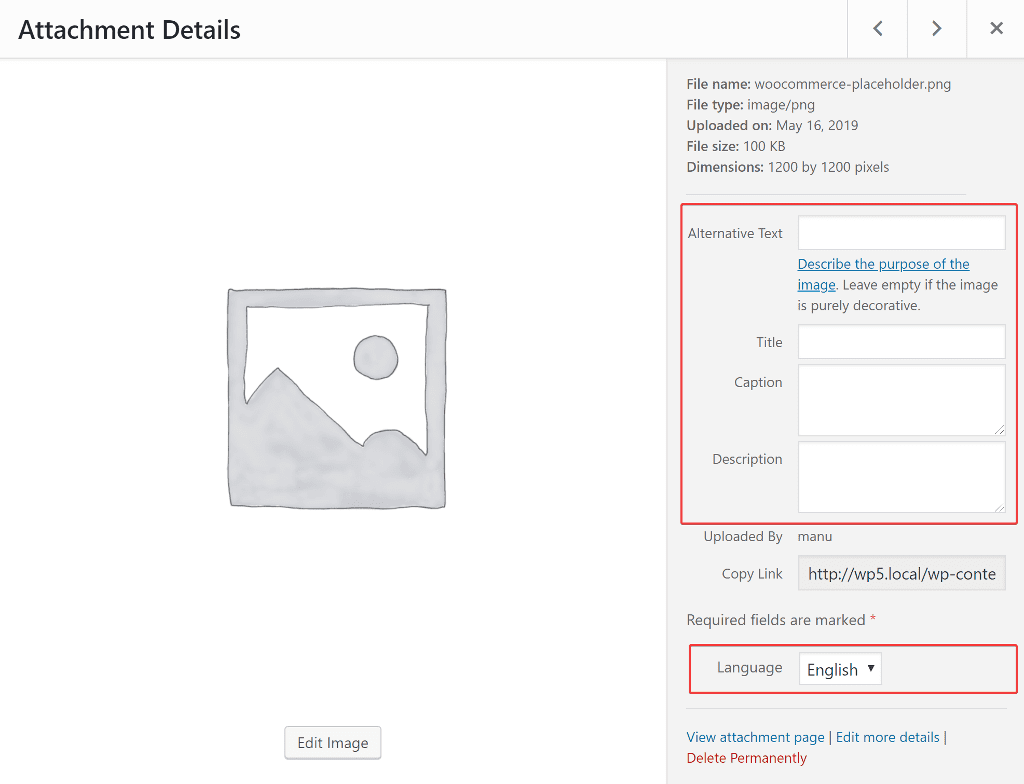 Attachment Details
File name: woocommerce-placeholder.png
File type: image/png
Uploaded on: May 16, 2019
File size: 100 KB
Dimensions: 1200 by 1200 pixels
Alternative Text
Describe the purpose of the
image. Leave empty if the image
is purely decorative.
Title
Caption
Description
Uploaded By manu
Copy Link http://wp5.local/wp-conte
Required fields are marked *
Language English
View attachment page | Edit more details |
Delete Permanently
Edit Image